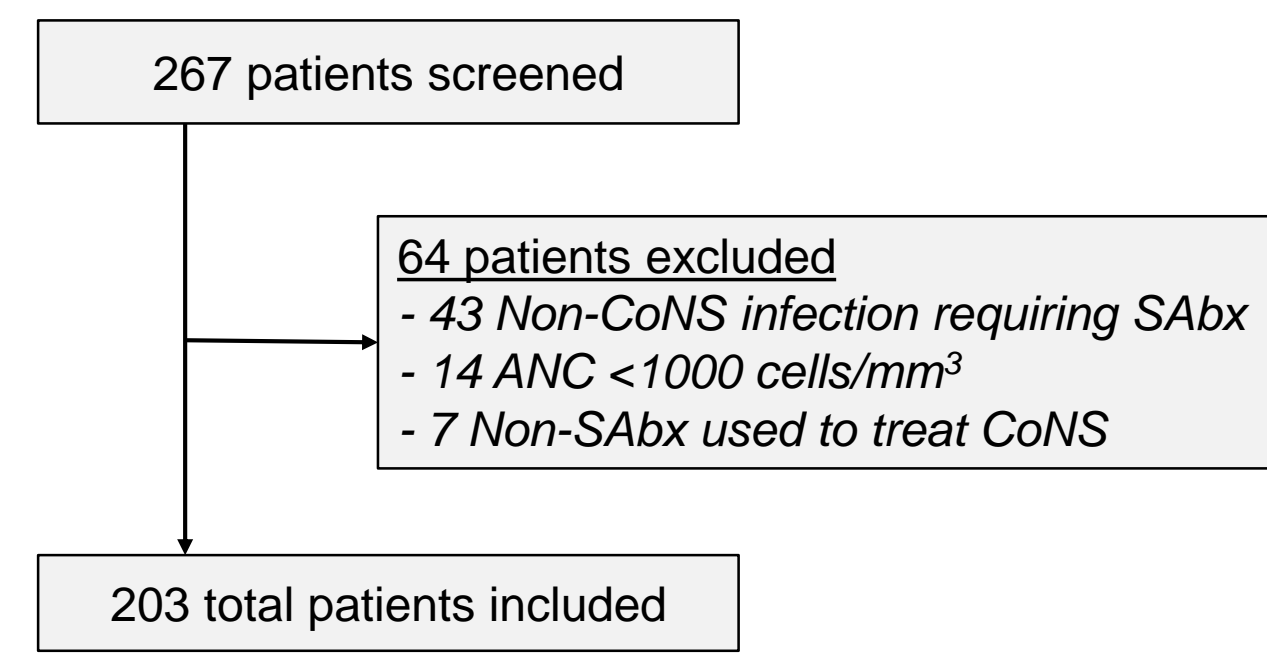 267 patients screened
64 patients excluded
- 43 Non-CoNS infection requiring SAbx
- 14 ANC <1000 cells/mm³
- 7 Non-SAbx used to treat CoNS
203 total patients included